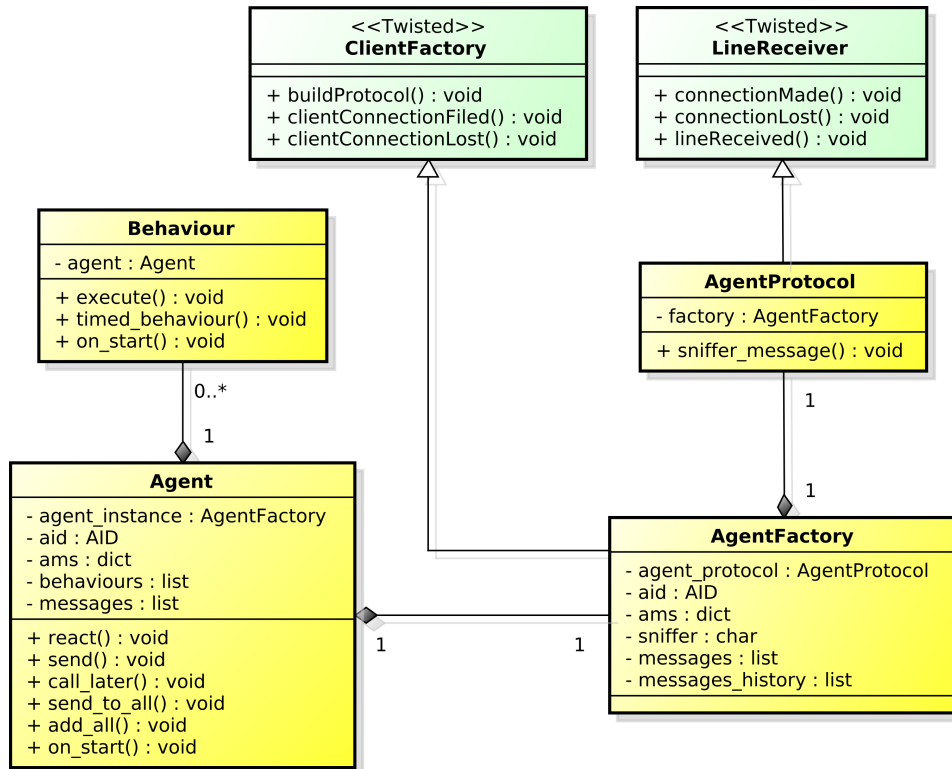 <<Twisted>>
ClientFactory
+ buildProtocol() : void
+ clientConnectionFiled() : void
+ clientConnectionLost() : void
<<Twisted>>
LineReceiver
+ connectionMade() : void
+ connectionLost() : void
+ lineReceived() : void
Behaviour
- agent : Agent
+ execute() : void
+ timed_behaviour() : void
+ on_start() : void
AgentProtocol
- factory : AgentFactory
+ sniffer_message() : void
0..*
1
1
1
Agent
- agent_instance : AgentFactory
- aid : AID
- ams : dict
- behaviours : list
- messages : list
+ react() : void
+ send() : void
+ call_later() : void
+ send_to_all() : void
+ add_all() : void
+ on_start() : void
1
1
AgentFactory
- agent_protocol : AgentProtocol
- aid : AID
- ams : dict
- sniffer : char
- messages : list
- messages_history : list